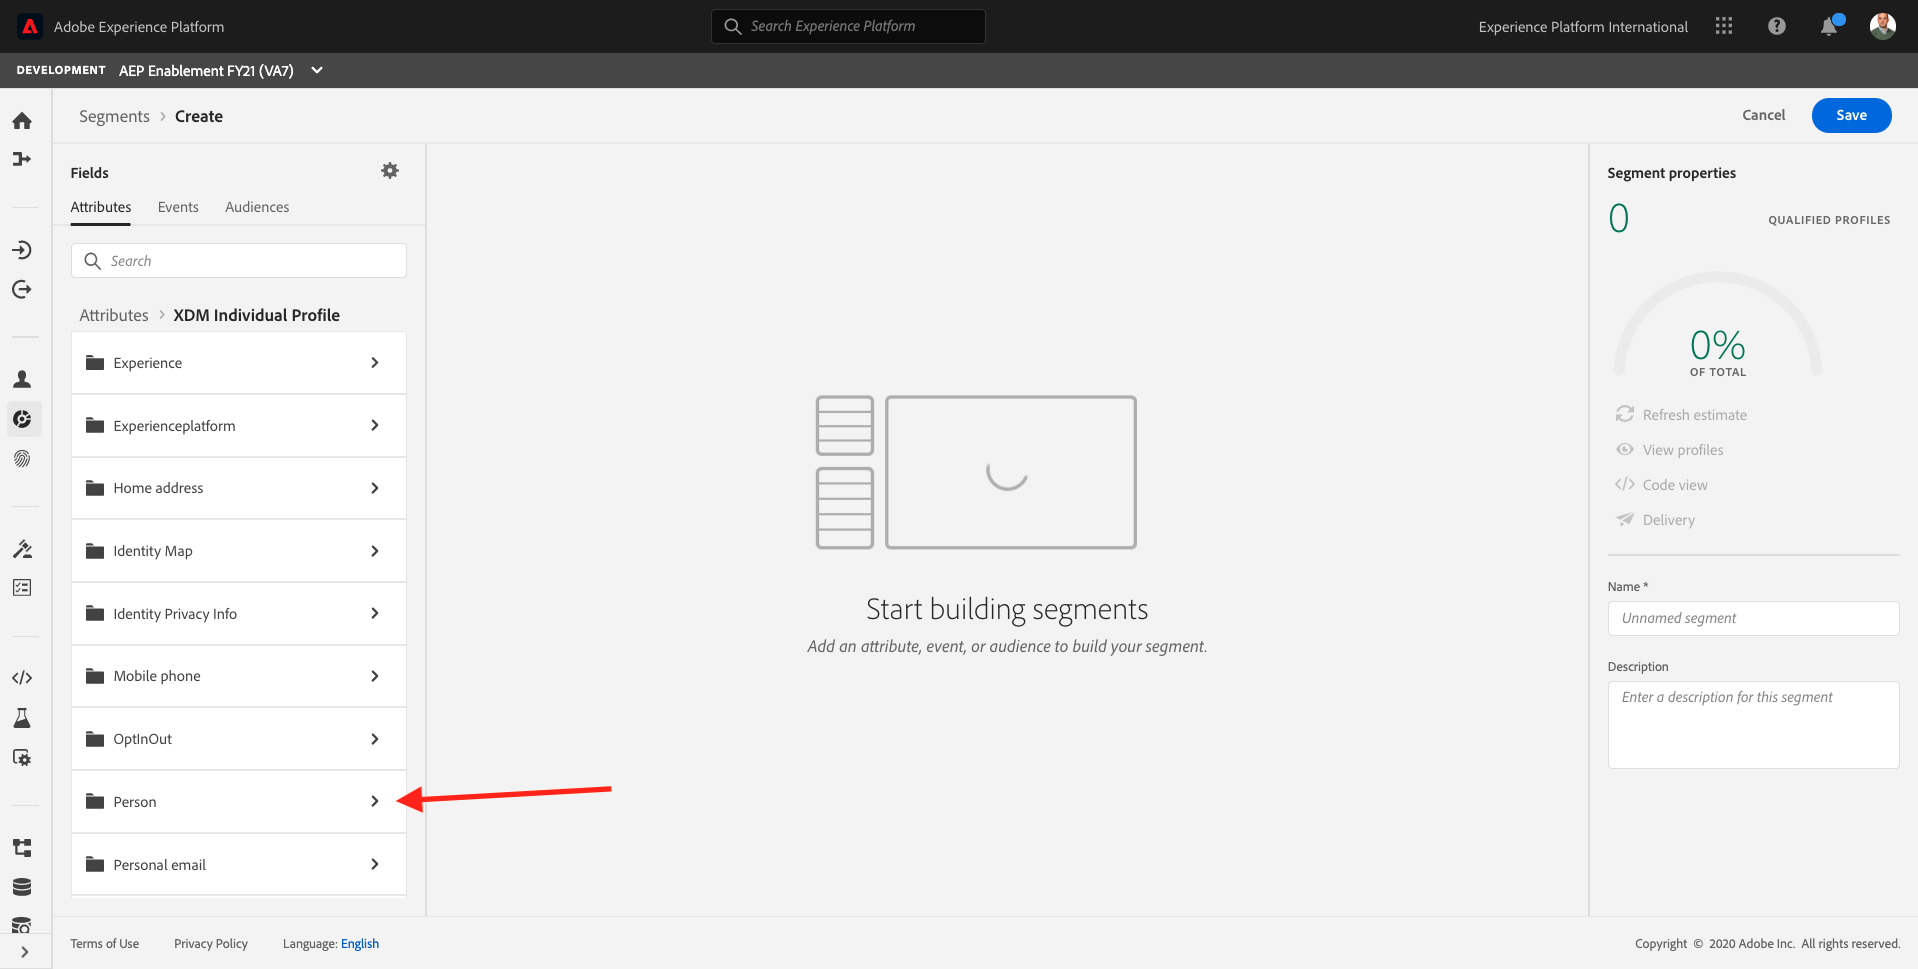 Adobe Experience Platform
Search Experience Platform
Experience Platform International
DEVELOPMENT AEP Enablement FY21 (VA7)
Segments > Create
Cancel
Save
Fields
Attributes Events Audiences
Search
Attributes > XDM Individual Profile
Experience
Experienceplatform
Home address
Identity Map
Identity Privacy Info
Mobile phone
OptInOut
Person
Personal email
Start building segments
Add an attribute, event, or audience to build your segment.
Segment properties
0 QUALIFIED PROFILES
0%
OF TOTAL
Refresh estimate
View profiles
</> Code view
Delivery
Name *
Unnamed segment
Description
Enter a description for this segment
Terms of Use Privacy Policy Language: English
Copyright © 2020 Adobe Inc. All rights reserved.